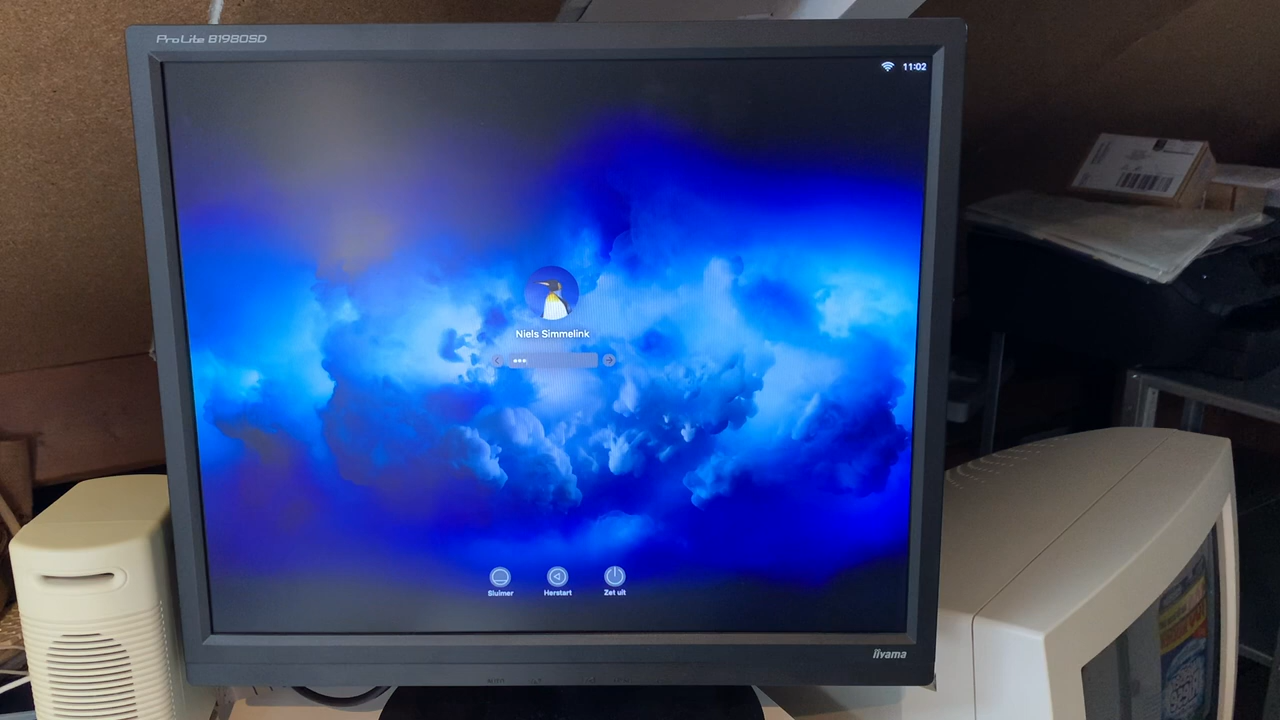 ProLite B1980SD
11:02
Niels Simmelink
Sluimer
Herstart
Zet uit
iiyama